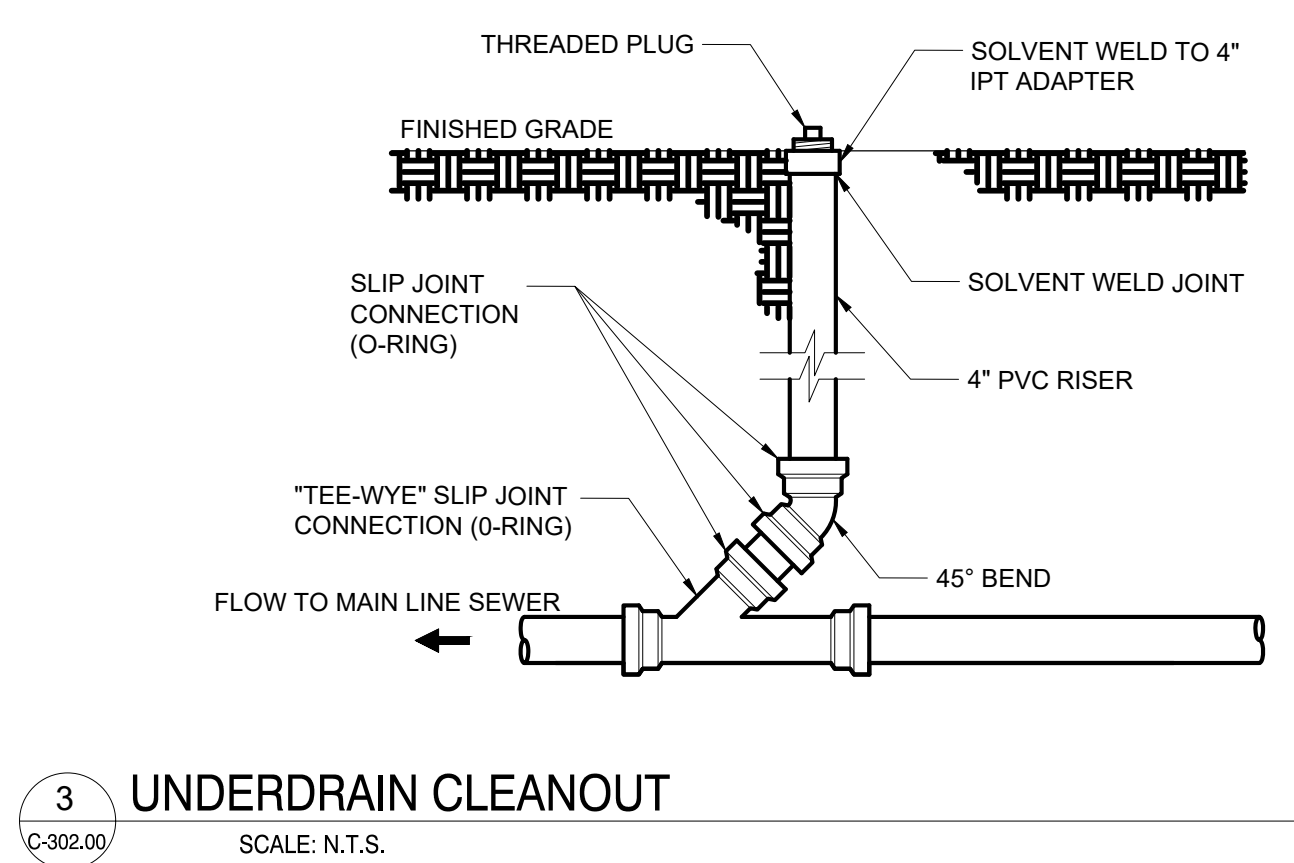 THREADED PLUG
SOLVENT WELD TO 4"
IPT ADAPTER
FINISHED GRADE
SLIP JOINT
CONNECTION
(O-RING)
SOLVENT WELD JOINT
4" PVC RISER
"TEE-WYE" SLIP JOINT
CONNECTION (0-RING)
45° BEND
FLOW TO MAIN LINE SEWER
3
C-302.00
UNDERDRAIN CLEANOUT
SCALE: N.T.S.